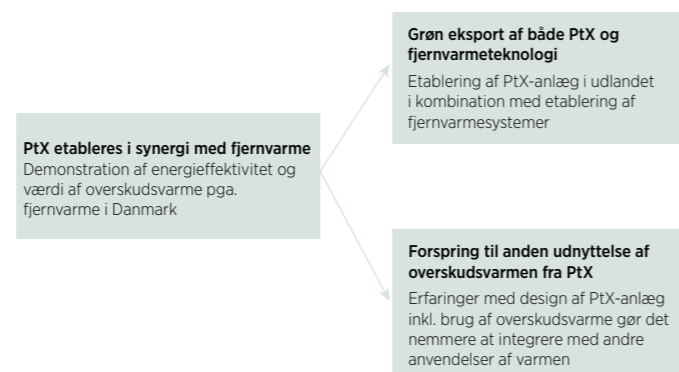 PtX etableres i synergi med fjernvarme
Demonstration af energieffektivitet og
værdi af overskudsvarme pga.
fjernvarme i Danmark
Grøn eksport af både PtX og
fjernvarmeteknologi
Etablering af PtX-anlæg i udlandet
i kombination med etablering af
fjernvarmesystemer
Forspring til anden udnyttelse af
overskudsvarmen fra PtX
Erfaringer med design af PtX-anlæg
inkl. brug af overskudsvarme gør det
nemmere at integrere med andre
anvendelser af varmen